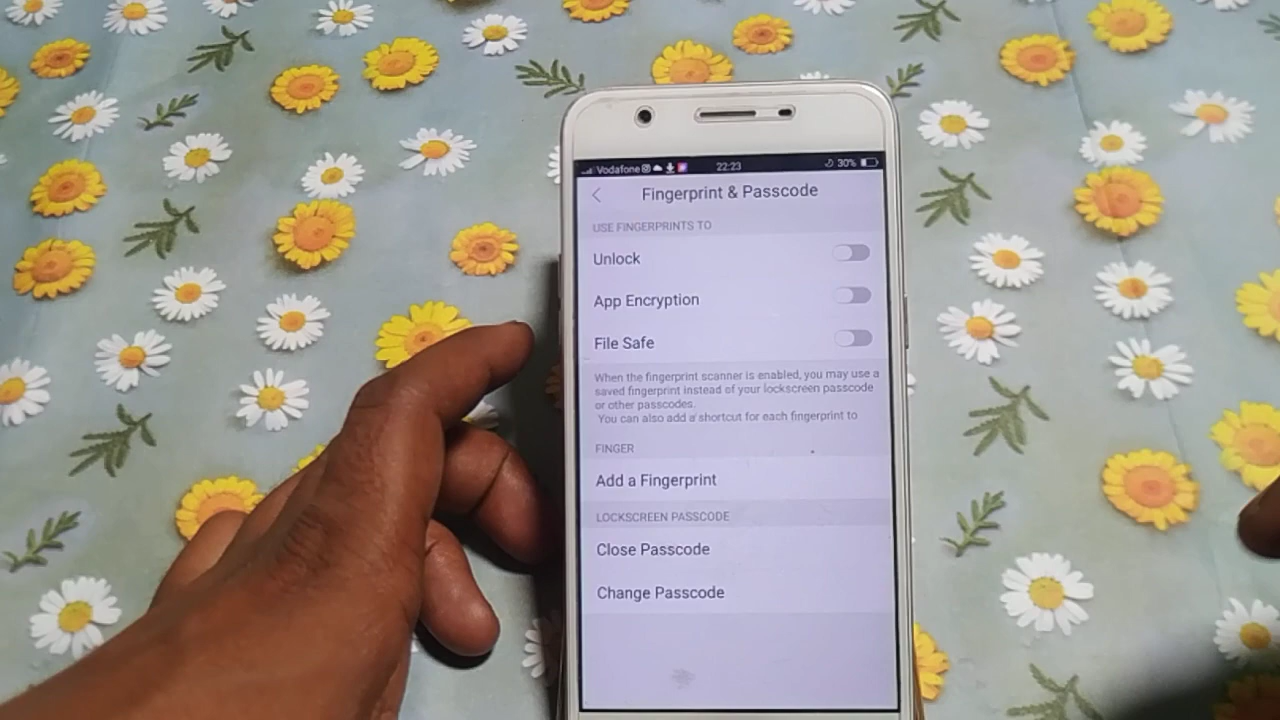 Vodafone 22:23 30%
Fingerprint & Passcode
USE FINGERPRINTS TO
Unlock
App Encryption
File Safe
When the fingerprint scanner is enabled, you may use a
saved fingerprint instead of your lockscreen passcode
or other passcodes.
You can also add a shortcut for each fingerprint to
FINGER
Add a Fingerprint
LOCKSCREEN PASSCODE
Close Passcode
Change Passcode